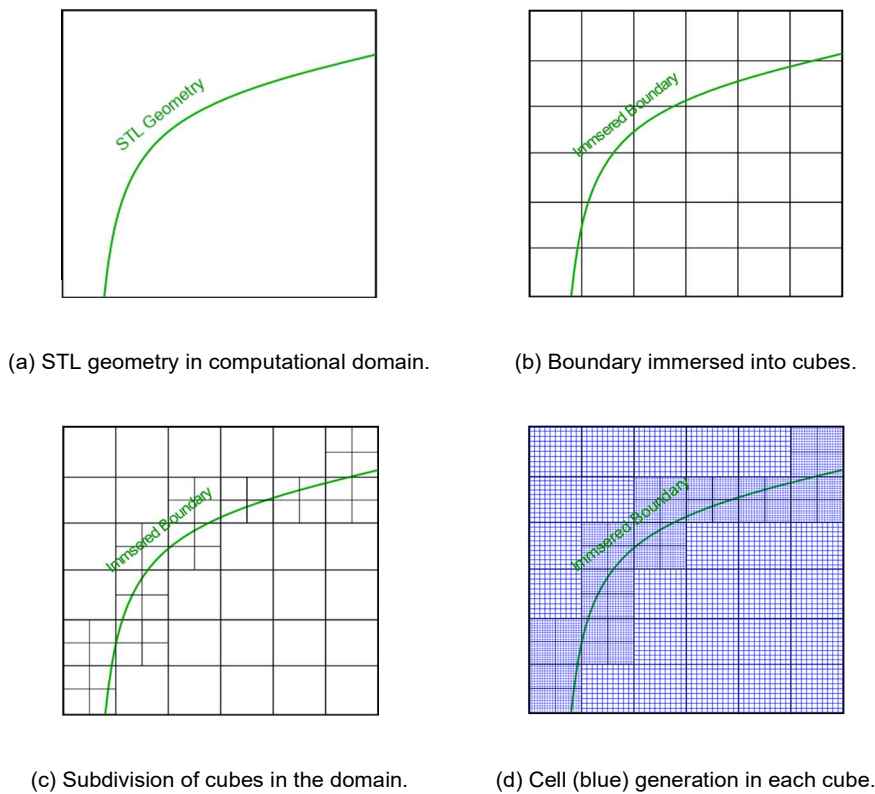 STL Geometry
Immsered Boundary
(a) STL geometry in computational domain.
(b) Boundary immersed into cubes.
Immsered Boundary
Immsered Boundary
(c) Subdivision of cubes in the domain.
(d) Cell (blue) generation in each cube.